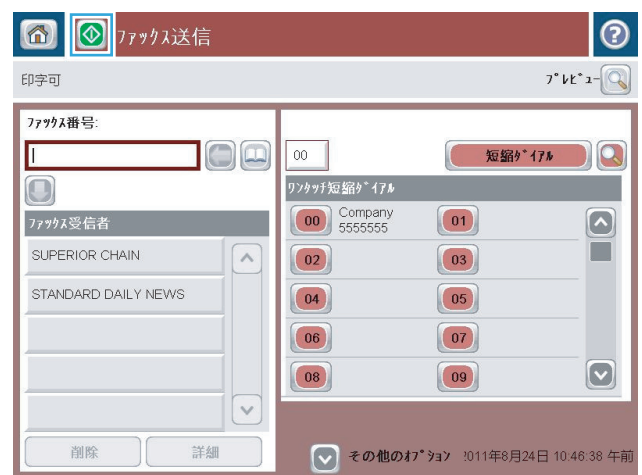 ﾌｧｯｸｽ送信
印字可
ﾌﾟﾚﾋﾞｭｰ
ﾌｧｯｸｽ番号:
00
短縮ﾀﾞｲｱﾙ
ﾜﾝﾀｯﾁ短縮ﾀﾞｲｱﾙ
ﾌｧｯｸｽ受信者
00 Company 01
5555555
SUPERIOR CHAIN
02 03
STANDARD DAILY NEWS
04 05
06 07
08 09
削除 詳細
その他のｵﾌﾟｼｮﾝ 011年8月24日 10:46:38 午前